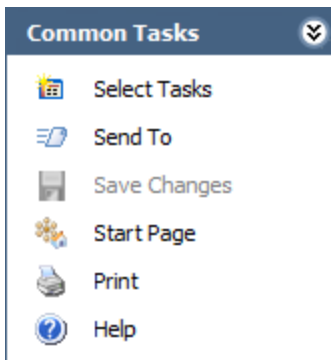 Common Tasks
Select Tasks
Send To
Save Changes
Start Page
Print
Help